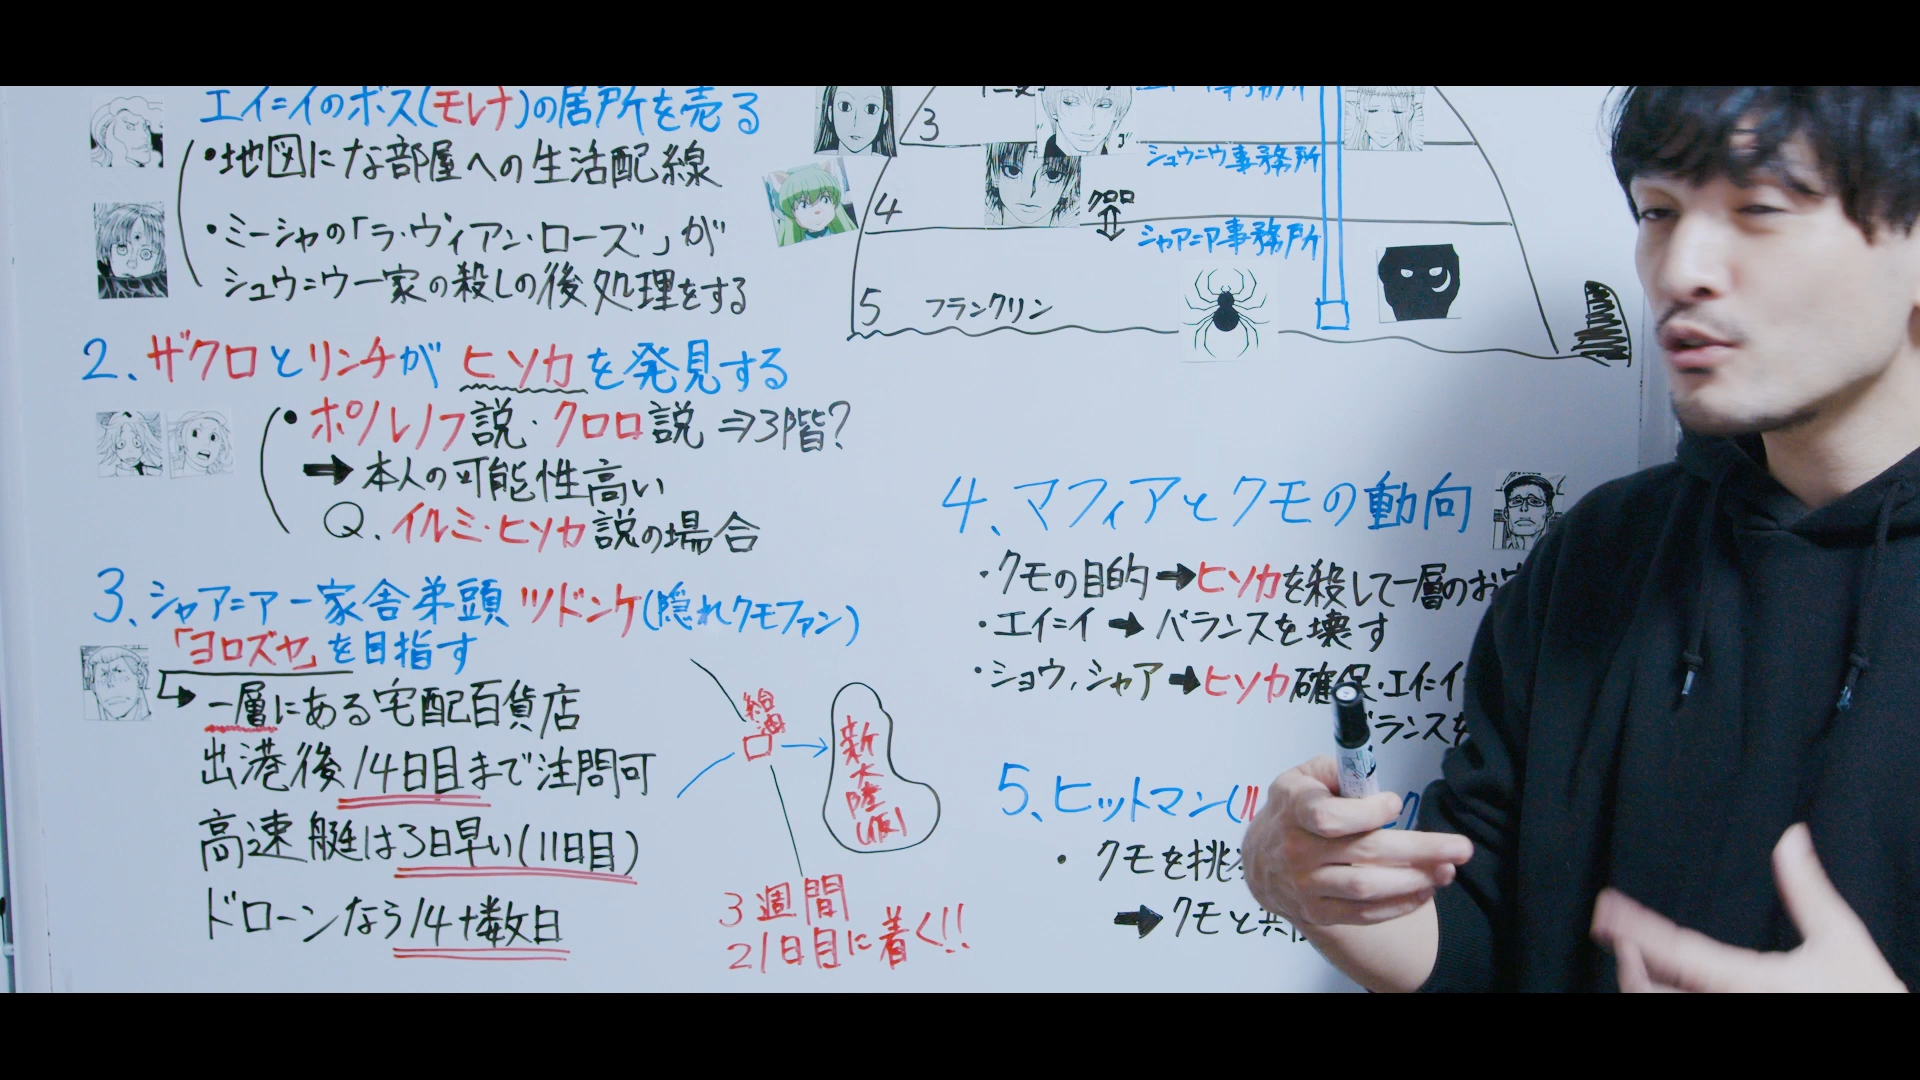 エイ=イのボス(モレナ)の居所を売る
・地図にな部屋への生活配線
・ミーシャの「ラ・ヴィアン・ローズ」が
シュウ=ウ一家の殺しの後処理をする
2、ザクロとリンチがヒソカを発見する
・ボノレノフ説・クロロ説⇒3階?
➡本人の可能性高い
Q、イルミ・ヒソカ説の場合
3、シャア=ア一家舎弟頭 ツドンケ(隠れクモファン)
「ヨロズヤ」を目指す
一層にある宅配百貨店
出港後14日目まで注問可
高速艇は3日早い(11日目)
ドローンなら14+数日
給油
新大陸(仮)
3週間
21日目に着く!!
3
シュウ=ウ事務所
4
クロロ
シャア=ア事務所
5 フランクリン
4、マフィアとクモの動向
・クモの目的➡ヒソカを殺して一層のお
・エイ=イ➡バランスを壊す
・ショウ,シャア➡ヒソカ確保・エイ=イ
ランスを
5、ヒットマン(
・クモを挑
➡クモと共